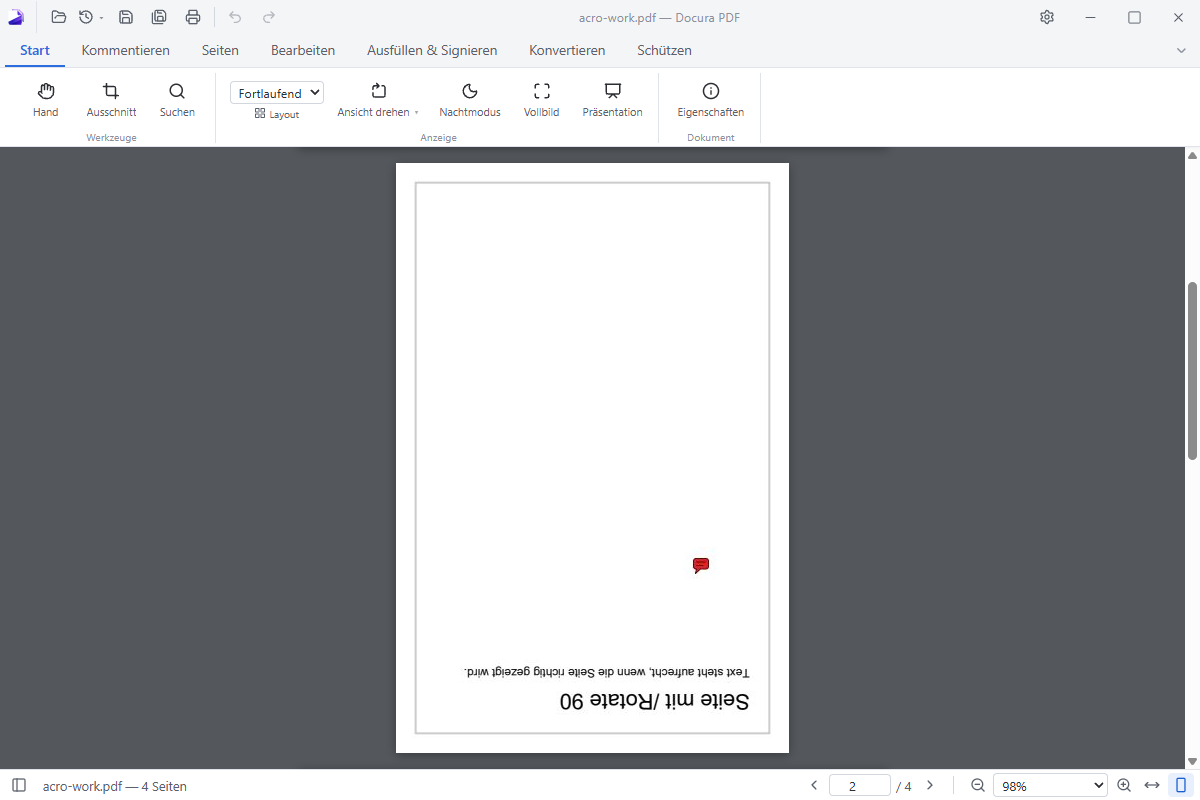 acro-work.pdf — Docura PDF
Start Kommentieren Seiten Bearbeiten Ausfüllen & Signieren Konvertieren Schützen
Hand Ausschnitt Suchen Fortlaufend Layout Ansicht drehen Nachtmodus Vollbild Präsentation Eigenschaften
Werkzeuge Anzeige Dokument
Seite mit /Rotate 90
Text steht aufrecht, wenn die Seite richtig gezeigt wird.
acro-work.pdf — 4 Seiten 2 / 4 98%